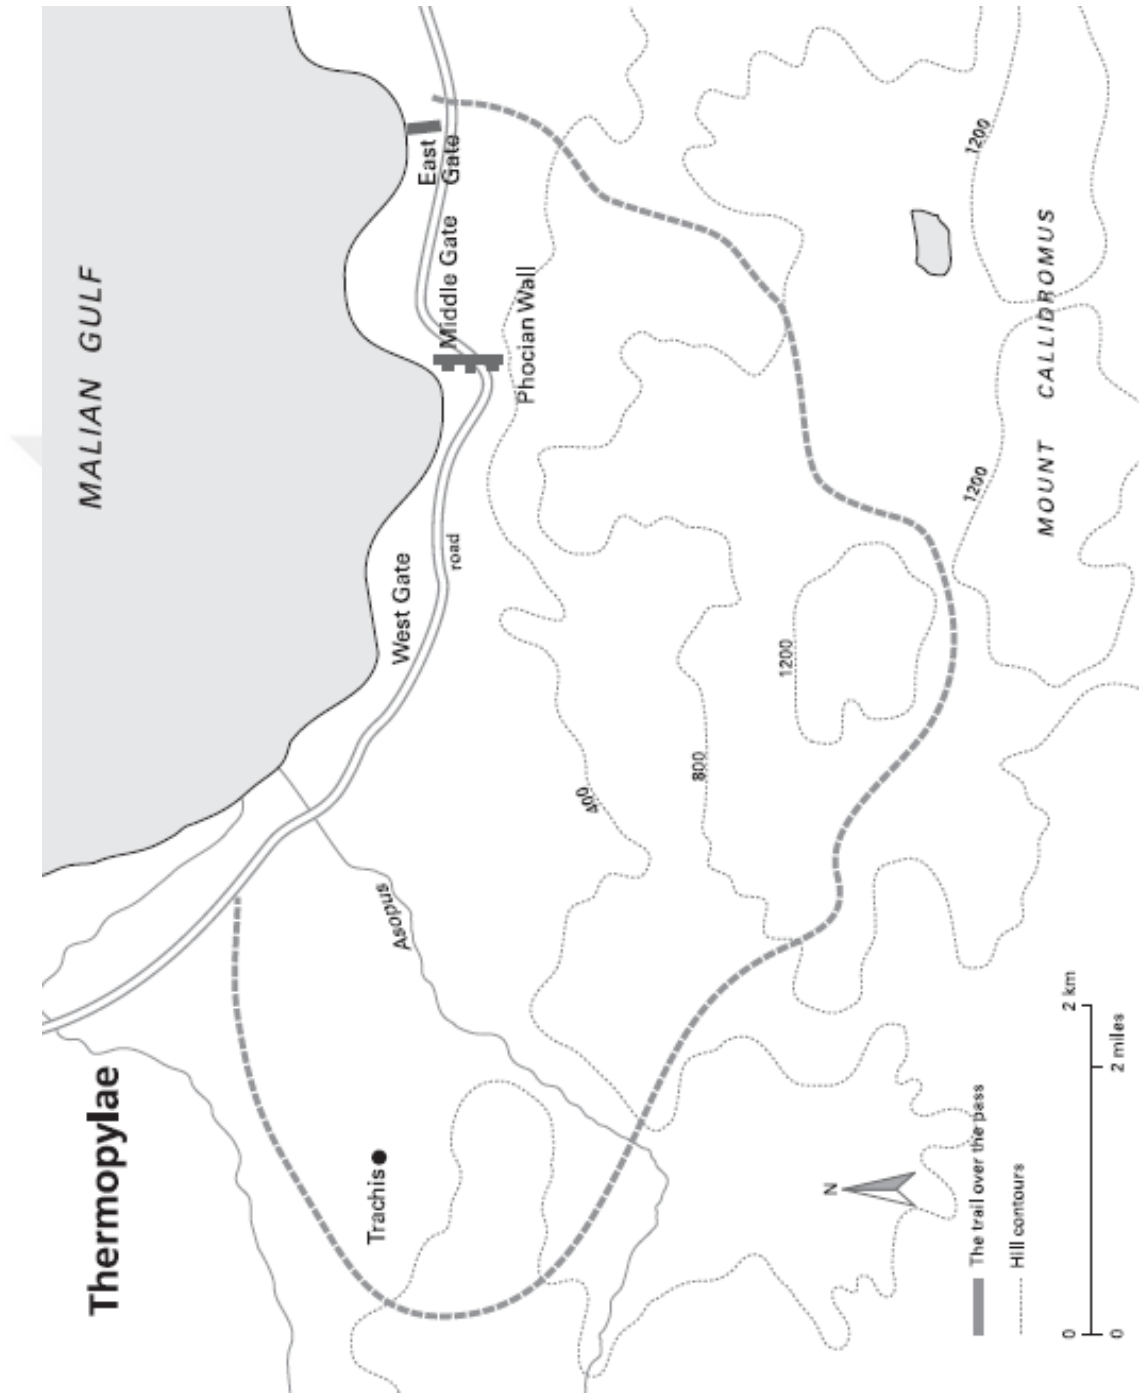 Thermopylae
MALIAN GULF
Trachis
Asopus
West Gate
road
Middle Gate
East
Gate
Phocian Wall
400
800
1200
1200
1200
MOUNT CALLIDROMUS
N
The trail over the pass
Hill contours
0 2 km
0 2 miles